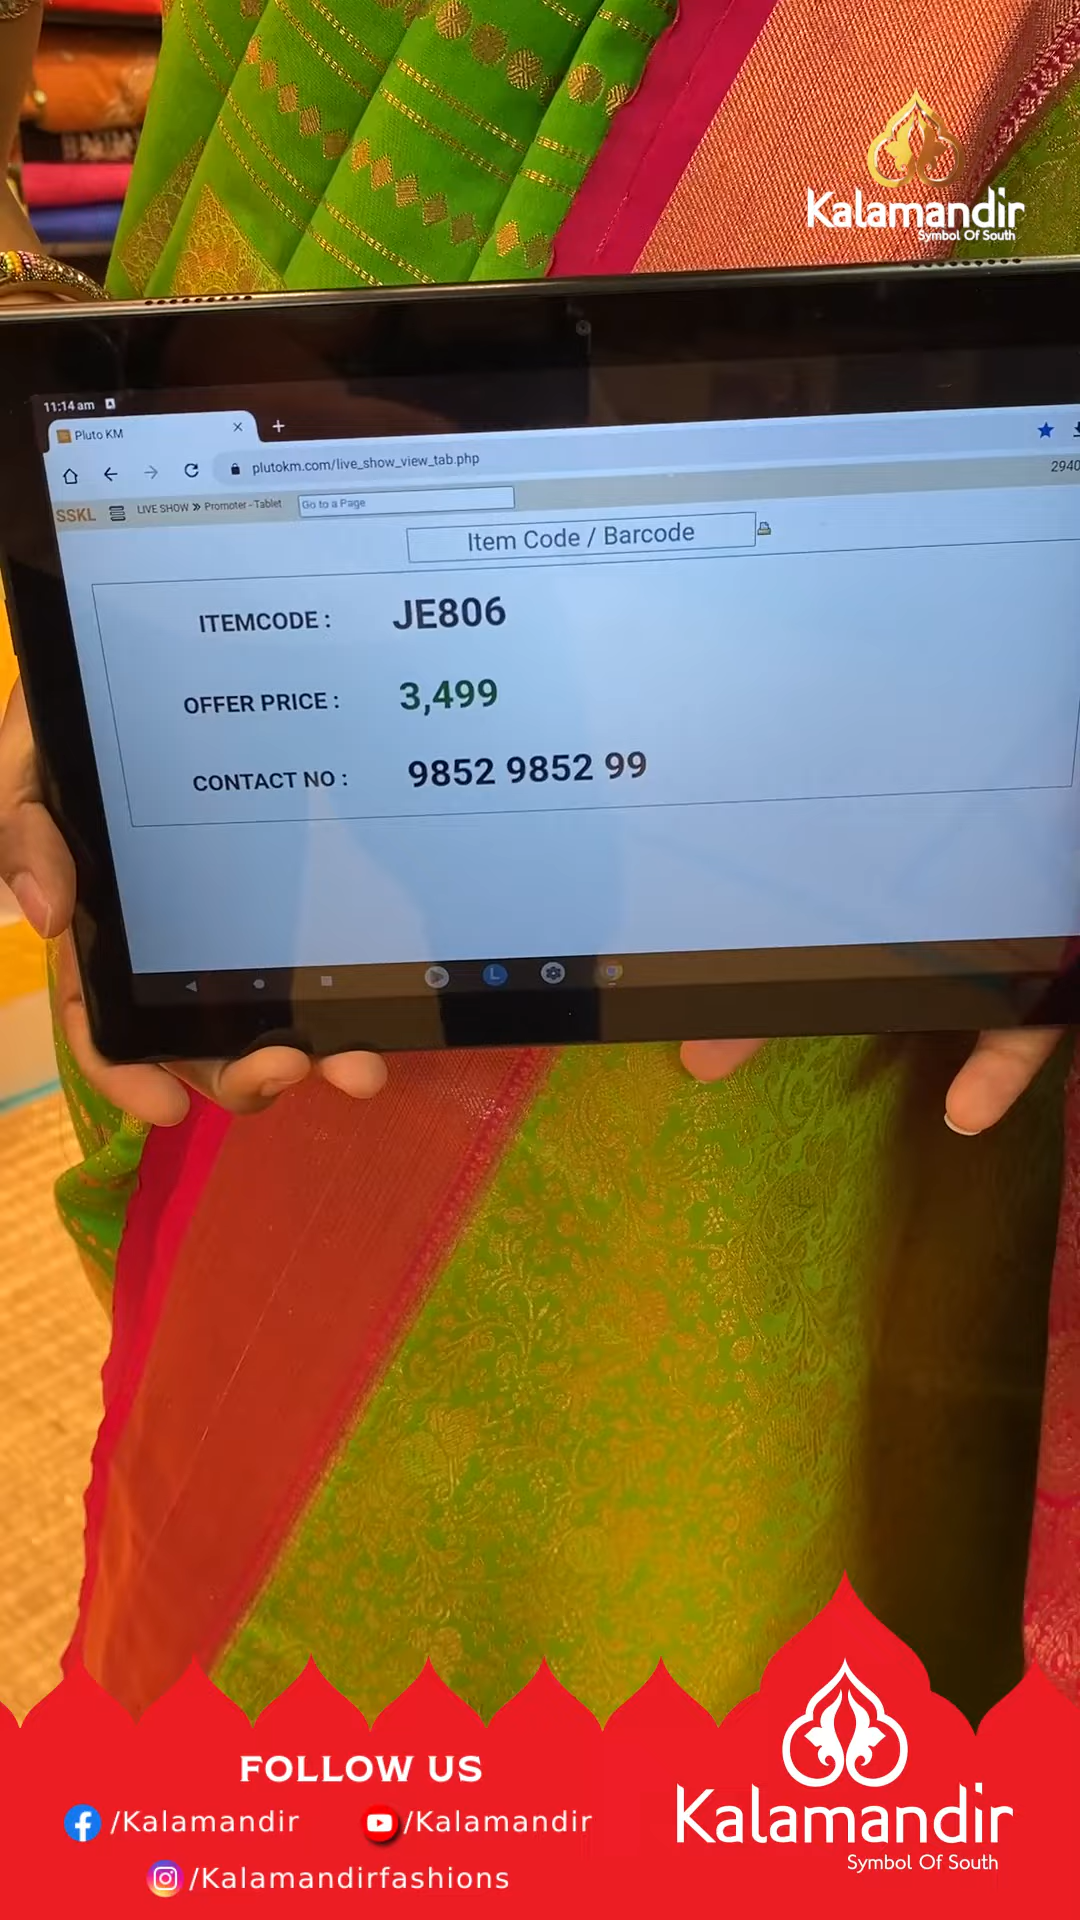 Kalamandir
Symbol Of South
11:14 am
Pluto KM
plutokm.com/live_show_view_tab.php
2940
SSKL
LIVE SHOW » Promoter - Tablet
Go to a Page
Item Code / Barcode
ITEMCODE : JE806
OFFER PRICE : 3,499
CONTACT NO : 9852 9852 99
FOLLOW US
/Kalamandir
/Kalamandir
/Kalamandirfashions
Kalamandir
Symbol Of South